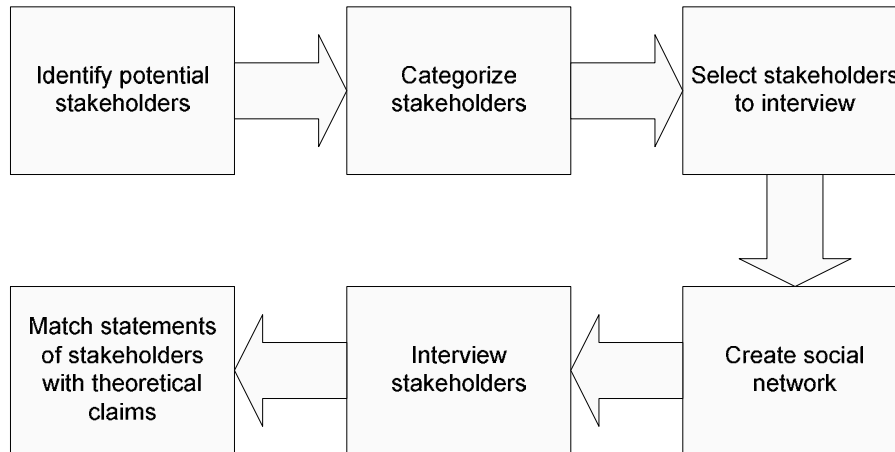 Identify potential
stakeholders
Categorize
stakeholders
Select stakeholders
to interview
Create social
network
Interview
stakeholders
Match statements
of stakeholders
with theoretical
claims